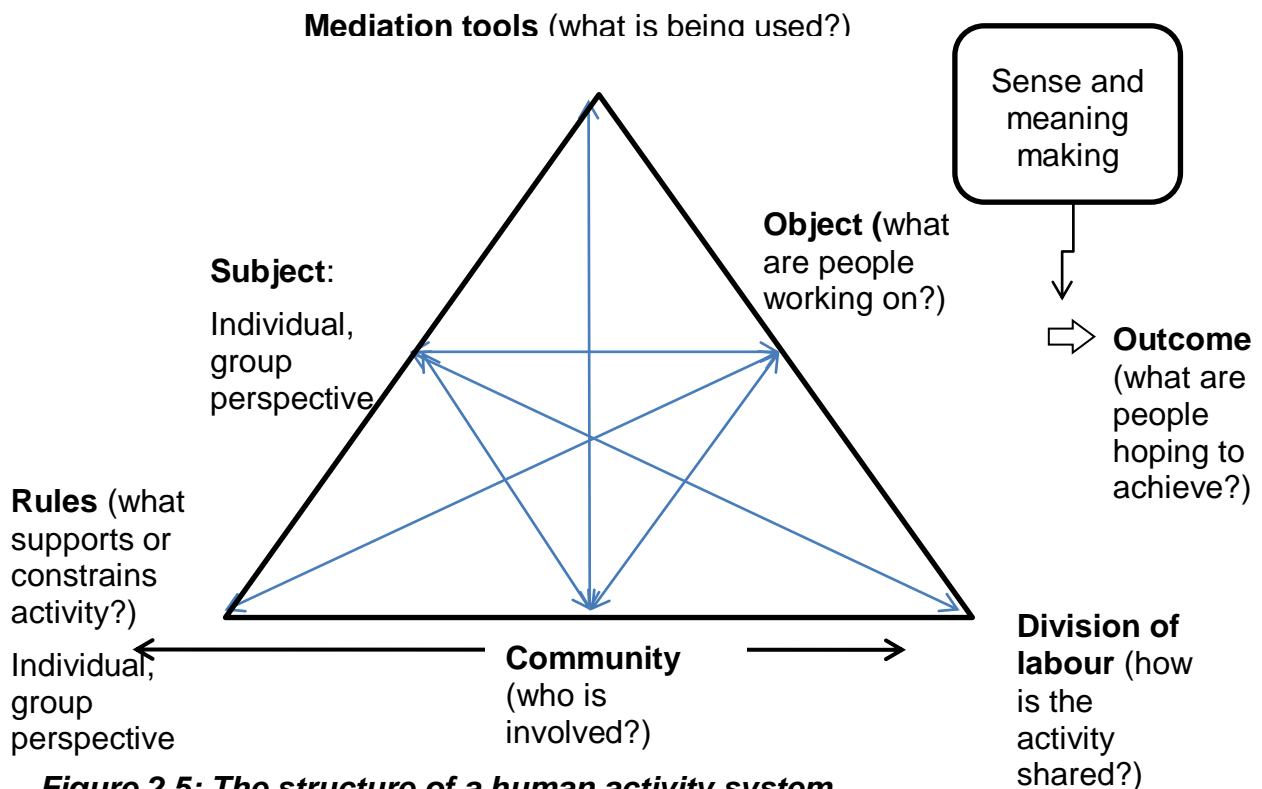 Mediation tools (what is being used?)
Sense and
meaning
making
Object (what
are people
working on?)
Subject:
Individual,
group
perspective
Outcome
(what are
people
hoping to
achieve?)
Rules (what
supports or
constrains
activity?)
Individual,
group
perspective
Community
(who is
involved?)
Division of
labour (how
is the
activity
shared?)
Figure 2.5: The structure of a human activity system